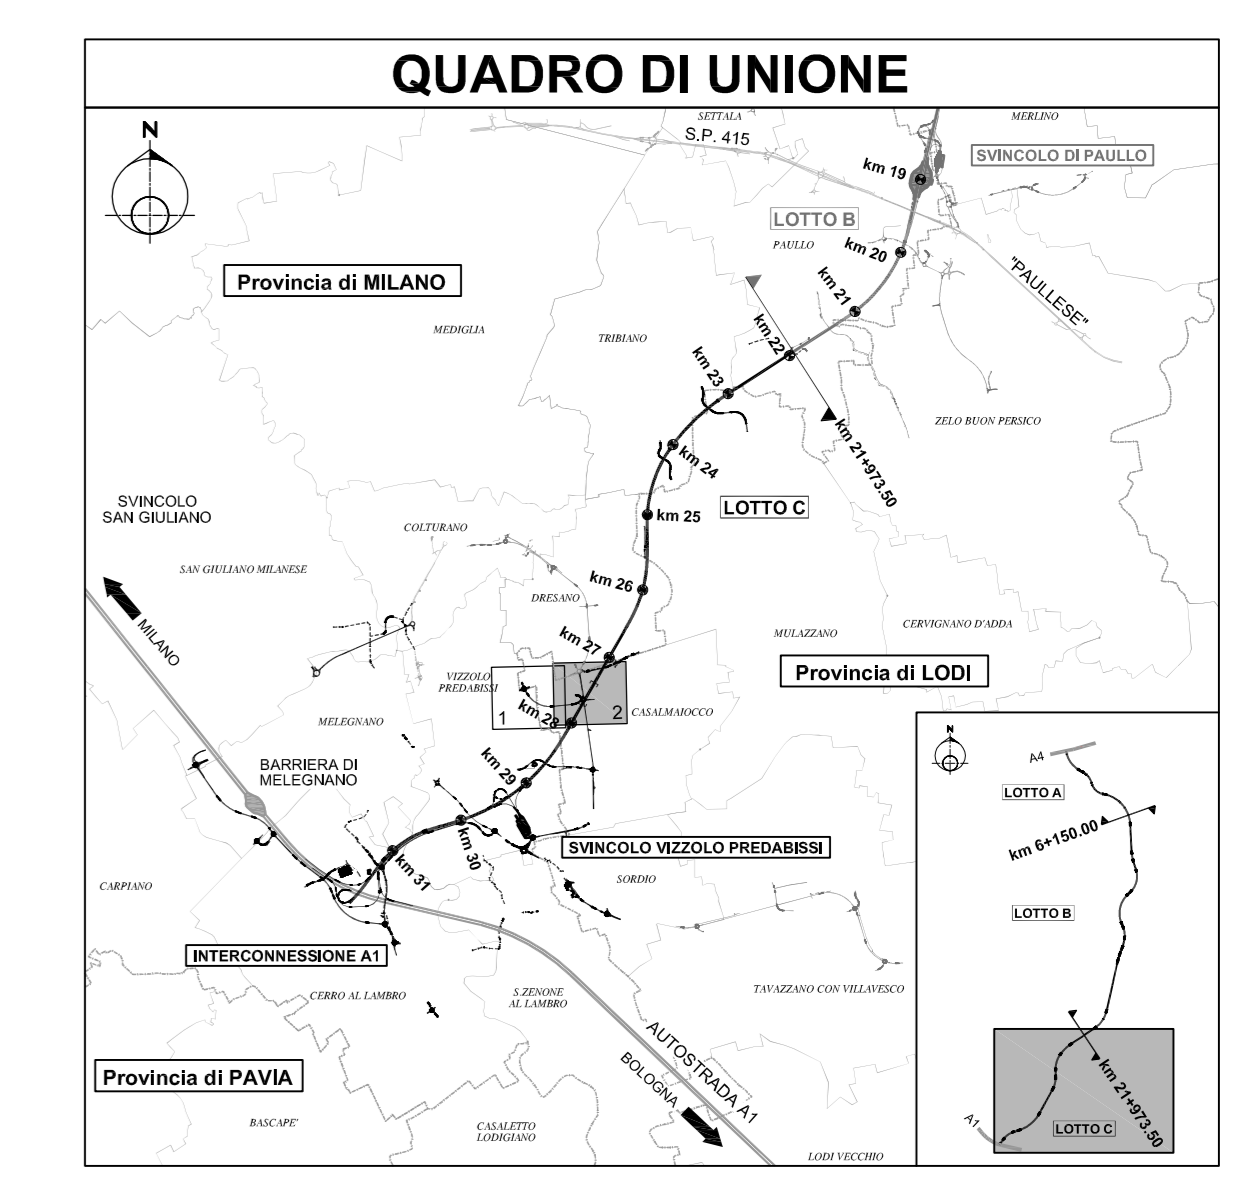 QUADRO DI UNIONE
N
SETTALA
MERLINO
S.P. 415
SVINCOLO DI PAULLO
km 19
LOTTO B
PAULLO
km 20
"PAULLESE"
Provincia di MILANO
km 21
MEDIGLIA
TRIBIANO
km 22
km 23
ZELO BUON PERSICO
km 21+973.50
km 24
SVINCOLO
SAN GIULIANO
LOTTO C
km 25
COLTURANO
SAN GIULIANO MILANESE
km 26
DRESANO
MILANO
MULAZZANO
CERVIGNANO D'ADDA
km 27
VIZZOLO
PREDABISSI
Provincia di LODI
1
km 28
2
CASALMAIOCCO
MELEGNANO
BARRIERA DI
MELEGNANO
km 29
km 30
SVINCOLO VIZZOLO PREDABISSI
km 31
CARPIANO
SORDIO
INTERCONNESSIONE A1
CERRO AL LAMBRO
S.ZENONE
AL LAMBRO
TAVAZZANO CON VILLAVESCO
AUTOSTRADA A1
BOLOGNA
Provincia di PAVIA
BASCAPE'
CASALETTO
LODIGIANO
LODI VECCHIO
N
A4
LOTTO A
km 6+150.00
LOTTO B
km 21+973.50
A1
LOTTO C